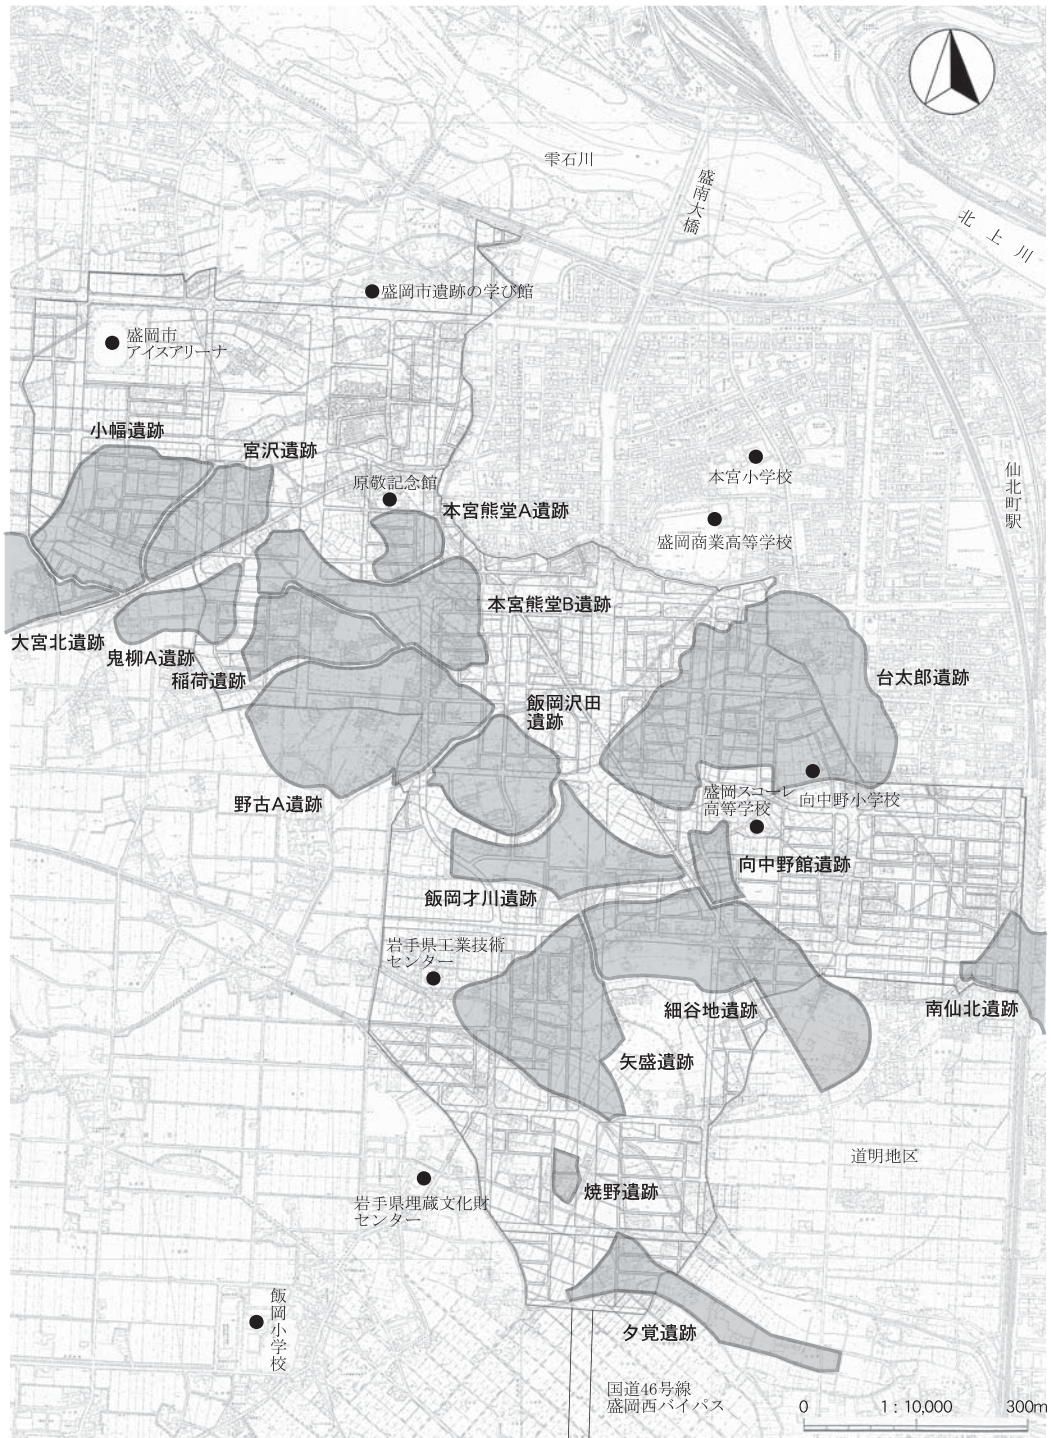 雫石川
盛南大橋
北上川
盛岡市遺跡の学び館
盛岡市
アイスアリーナ
小幅遺跡
宮沢遺跡
原敬記念館
本宮熊堂A遺跡
本宮小学校
仙北町駅
盛岡商業高等学校
本宮熊堂B遺跡
大宮北遺跡
鬼柳A遺跡
稲荷遺跡
台太郎遺跡
飯岡沢田
遺跡
野古A遺跡
盛岡スコーレ
高等学校
向中野小学校
向中野館遺跡
飯岡才川遺跡
岩手県工業技術
センター
細谷地遺跡
南仙北遺跡
矢盛遺跡
道明地区
焼野遺跡
岩手県埋蔵文化財
センター
飯岡小学校
夕覚遺跡
国道46号線
盛岡西バイパス
0 1:10,000 300m